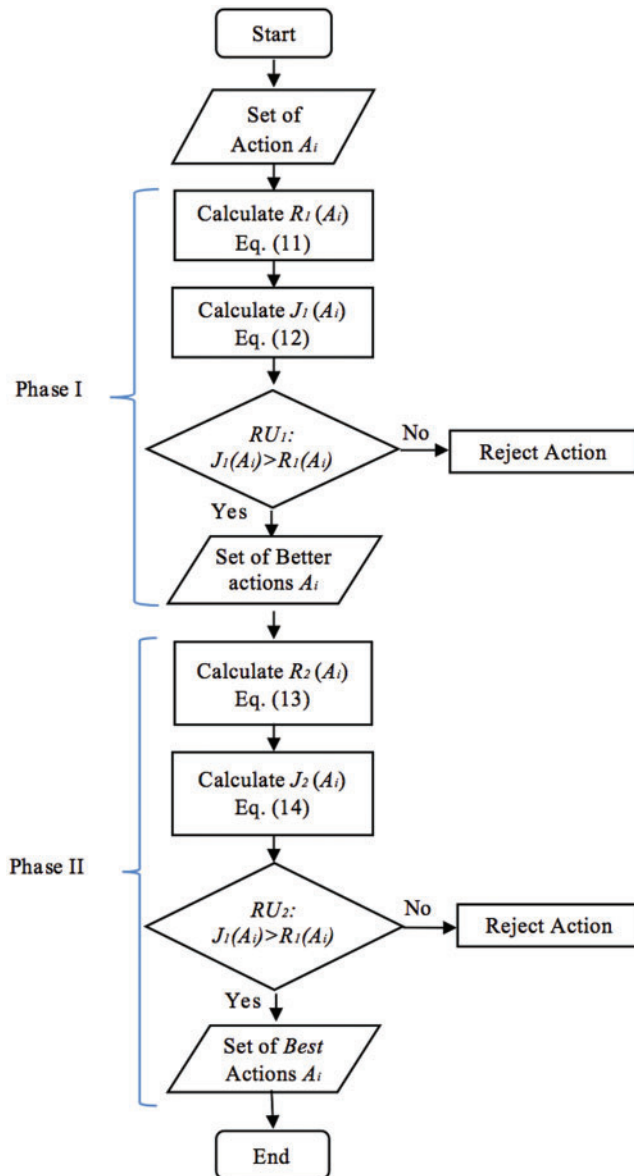 Start
Set of
Action Ai
Calculate R1 (Ai)
Eq. (11)
Calculate J1 (Ai)
Eq. (12)
Phase I
RU1:
J1(Ai)>R1(Ai)
No
Reject Action
Yes
Set of Better
actions Ai
Calculate R2 (Ai)
Eq. (13)
Calculate J2 (Ai)
Eq. (14)
Phase II
RU2:
J1(Ai)>R1(Ai)
No
Reject Action
Yes
Set of Best
Actions Ai
End